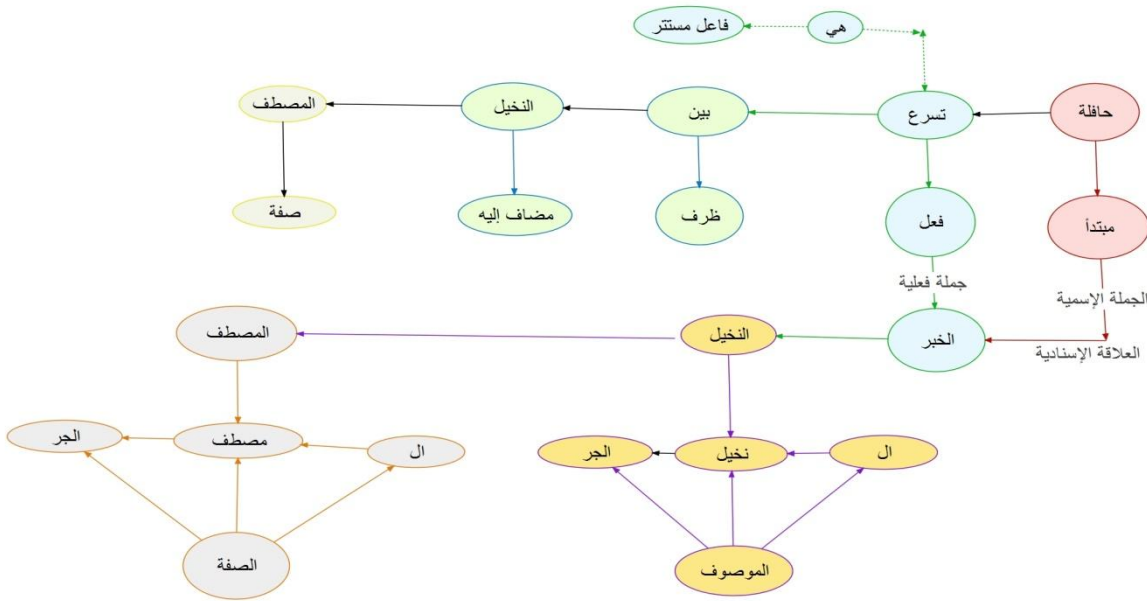 هي
فاعل مستتر
حافلة
تسرع
بين
النخيل
المصطف
مبتدأ
فعل
ظرف
مضاف إليه
صفة
جملة فعلية
الجملة الإسمية
الخبر
النخيل
المصطف
العلاقة الإسنادية
ال
نخيل
الجر
ال
مصطف
الجر
الموصوف
الصفة